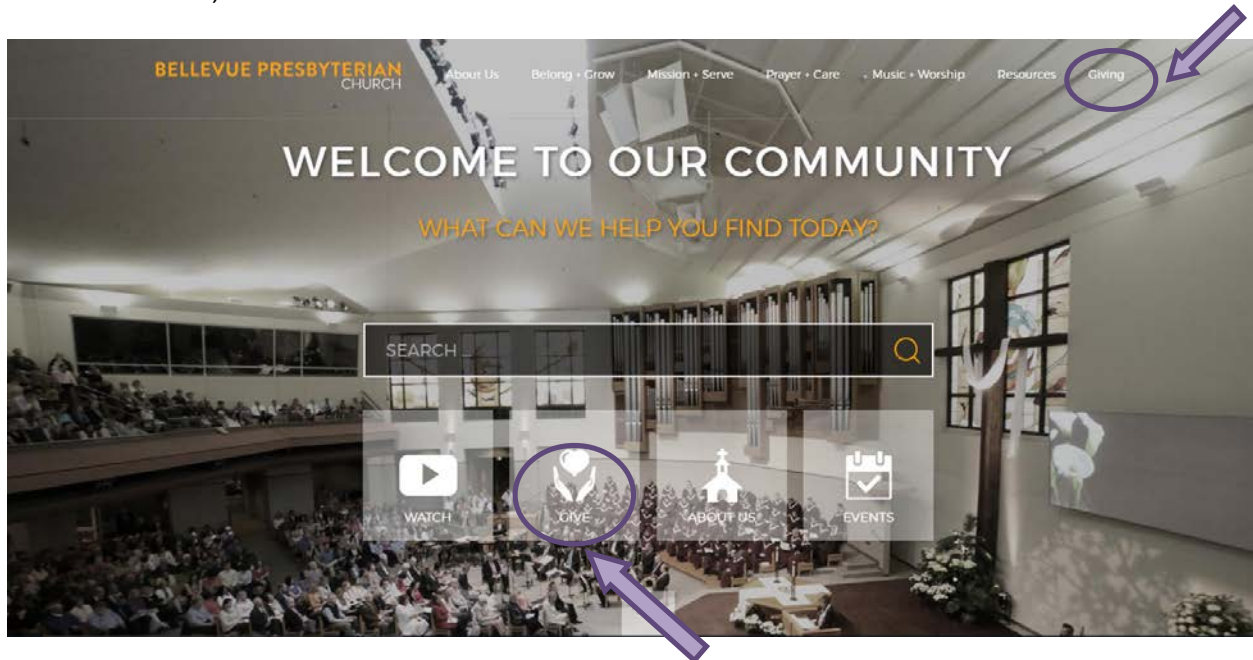 BELLEVUE PRESBYTERIAN
CHURCH
About Us Belong + Grow Mission + Serve Prayer + Care Music + Worship Resources Giving
WELCOME TO OUR COMMUNITY
WHAT CAN WE HELP YOU FIND TODAY?
SEARCH ...
WATCH GIVE ABOUT US EVENTS